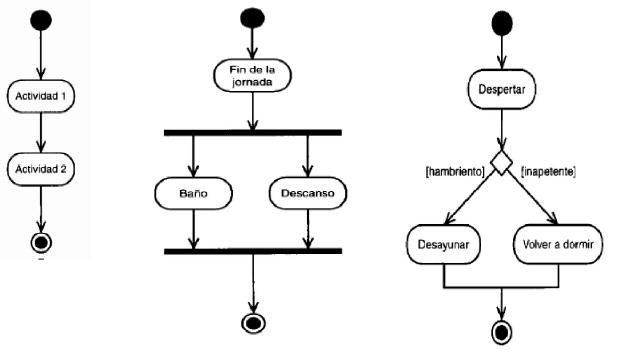 Actividad 1
Actividad 2
Fin de la
jornada
Baño
Descanso
Despertar
[hambriento]
[inapetente]
Desayunar
Volver a dormir